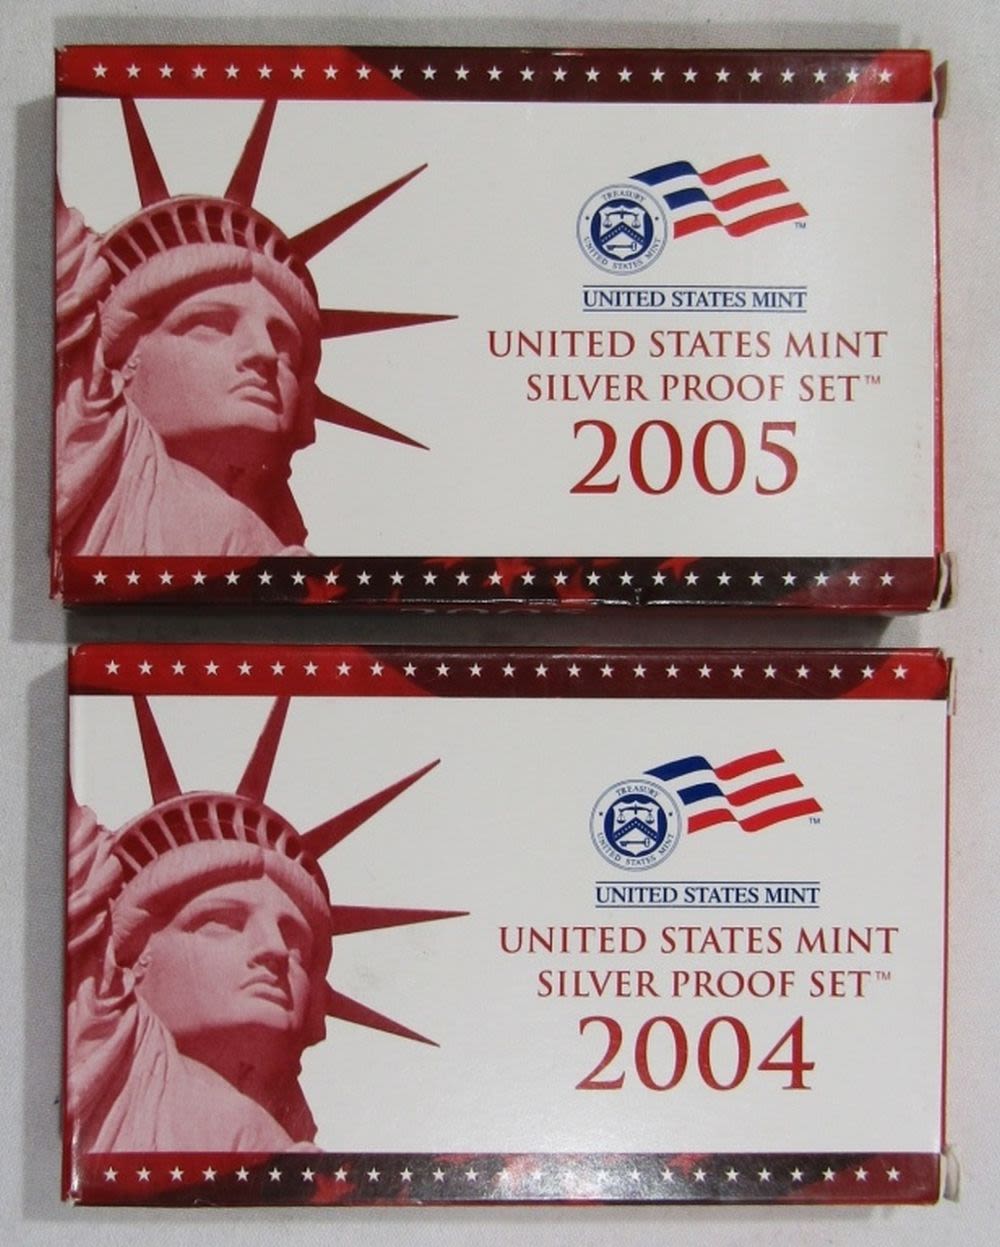 TREASURY
UNITED STATES MINT
™
UNITED STATES MINT
UNITED STATES MINT
SILVER PROOF SET™
2005
2005
TREASURY
UNITED STATES MINT
™
UNITED STATES MINT
UNITED STATES MINT
SILVER PROOF SET™
2004